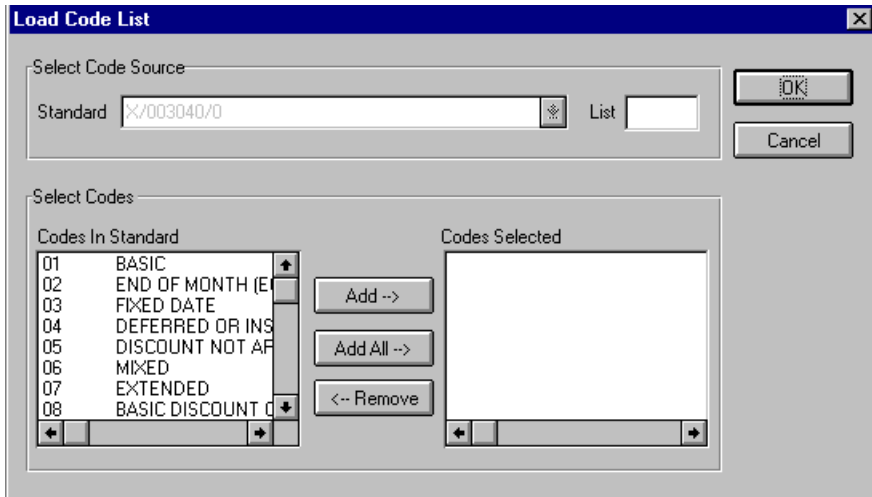 Load Code List
Select Code Source
Standard X/003040/0 List
OK
Cancel
Select Codes
Codes In Standard
Codes Selected
01 BASIC
02 END OF MONTH (E
03 FIXED DATE
04 DEFERRED OR INS
05 DISCOUNT NOT AP
06 MIXED
07 EXTENDED
08 BASIC DISCOUNT O
Add -->
Add All -->
<-- Remove